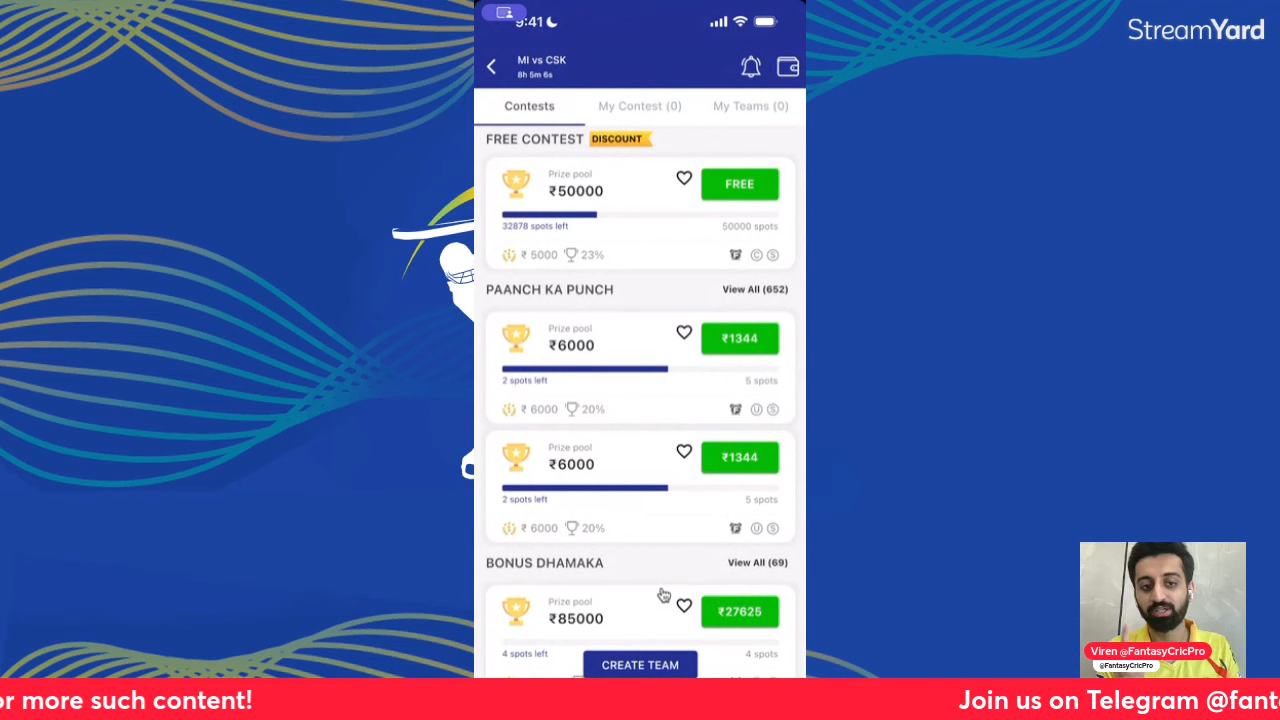 9:41
StreamYard
MI vs CSK
8h 5m 6s
Contests
My Contest (0)
My Teams (0)
FREE CONTEST
DISCOUNT
Prize pool
₹50000
FREE
32878 spots left
50000 spots
₹ 5000
23%
C
S
PAANCH KA PUNCH
View All (652)
Prize pool
₹6000
₹1344
2 spots left
5 spots
₹ 6000
20%
U
S
Prize pool
₹6000
₹1344
2 spots left
5 spots
₹ 6000
20%
U
S
BONUS DHAMAKA
View All (69)
Prize pool
₹85000
₹27625
4 spots left
4 spots
CREATE TEAM
Viren @FantasyCricPro
@FantasyCricPro
or more such content!
Join us on Telegram @fant